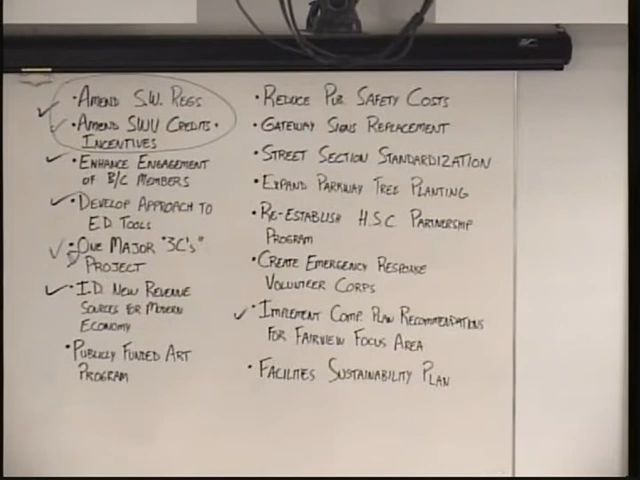 • AMEND S.W. REGS
• AMEND SWU CREDITS •
INCENTIVES
• ENHANCE ENGAGEMENT
OF B/C MEMBERS
• DEVELOP APPROACH TO
ED TOOLS
• ONE MAJOR "3C's"
PROJECT
• I.D. NEW REVENUE
SOURCES FOR MODERN
ECONOMY
• PUBLICLY FUNDED ART
PROGRAM
• REDUCE PUB. SAFETY COSTS
• GATEWAY SIGNS REPLACEMENT
• STREET SECTION STANDARDIZATION
• EXPAND PARKWAY TREE PLANTING
• RE-ESTABLISH H.S.C PARTNERSHIP
PROGRAM
• CREATE EMERGENCY RESPONSE
VOLUNTEER CORPS
• IMPLEMENT COMP. PLAN RECOMMENDATIONS
FOR FAIRVIEW FOCUS AREA
• FACILITES SUSTAINABILITY PLAN